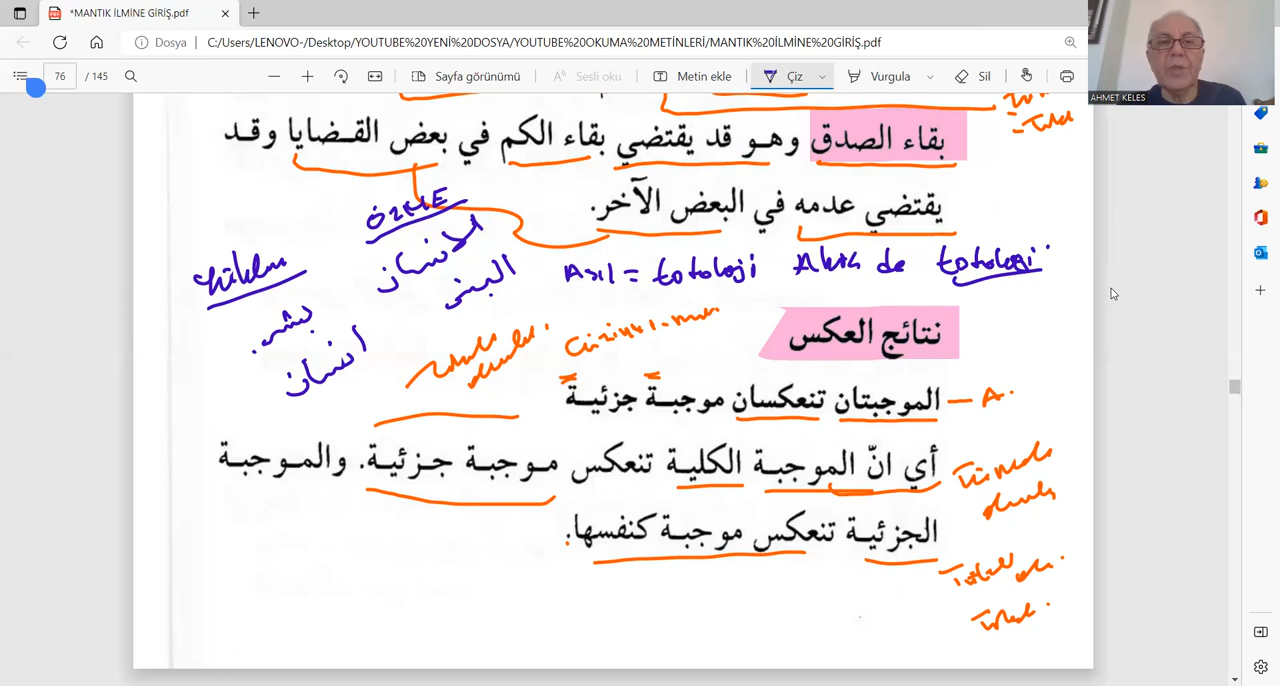 *MANTIK İLMİNE GİRİŞ.pdf
Dosya C:/Users/LENOVO-/Desktop/YOUTUBE%20YENİ%20DOSYA/YOUTUBE%20OKUMA%20METİNLERİ/MANTIK%20İLMİNE%20GİRİŞ.pdf
76 / 145 Sayfa görünümü Sesli oku Metin ekle Çiz Vurgula Sil
AHMET KELES
بقاء الصدق وهو قد يقتضي بقاء الكم في بعض القضايا وقد
يقتضي عدمه في البعض الآخر.
ÖZNE
الانسان
البشر
Yüklem
بشر.
انسان
Asıl = totoloji Akis de totoloji.
نتائج العكس
الموجبتان تنعكسان موجبة جزئية – A.
أي انّ الموجبة الكلية تنعكس موجبة جزئية. والموجبة
الجزئية تنعكس موجبة كنفسها.